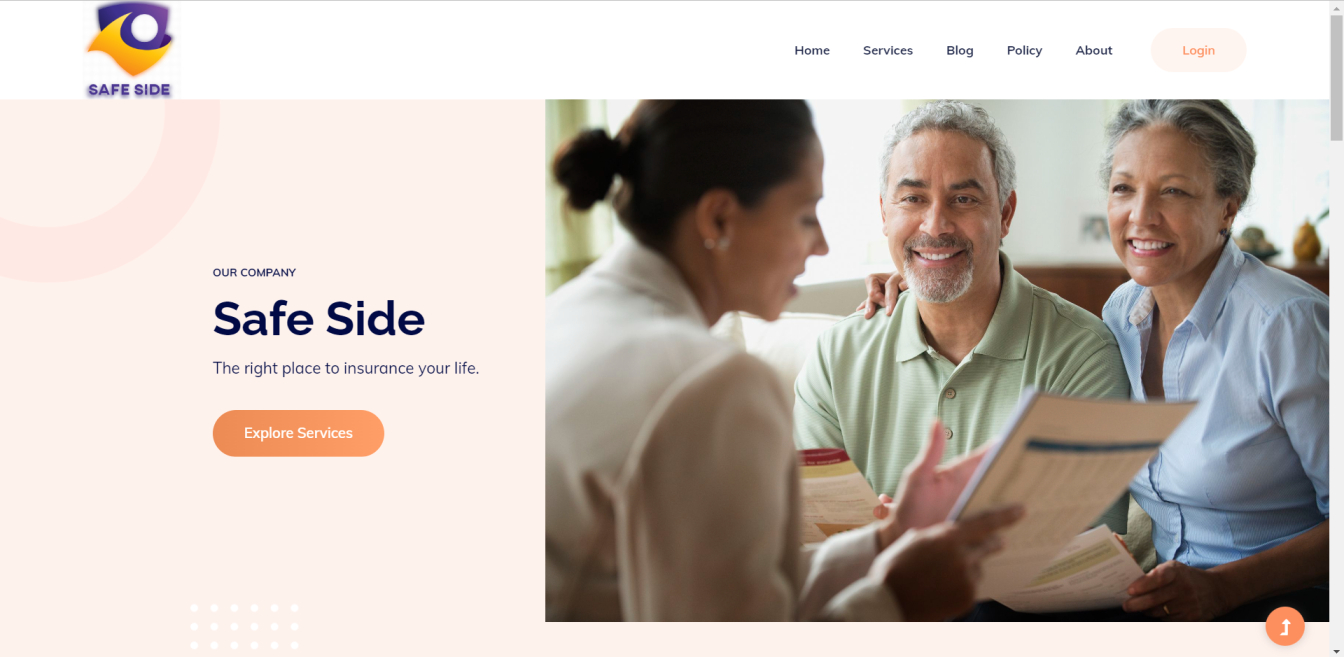 SAFE SIDE
Home Services Blog Policy About Login
OUR COMPANY
Safe Side
The right place to insurance your life.
Explore Services